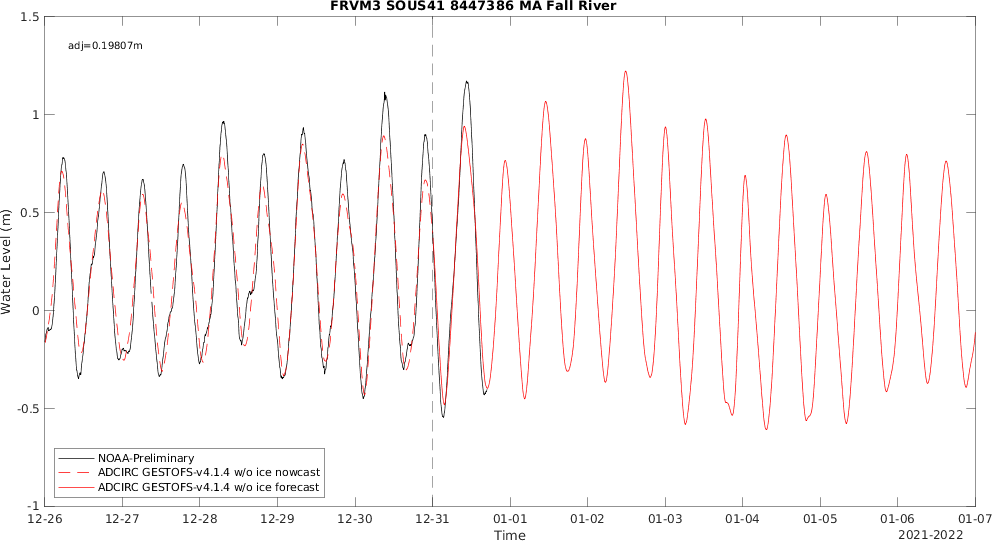 FRVM3 SOUS41 8447386 MA Fall River
adj=0.19807m
Water Level (m)
1.5
1
0.5
0
-0.5
-1
NOAA-Preliminary
ADCIRC GESTOFS-v4.1.4 w/o ice nowcast
ADCIRC GESTOFS-v4.1.4 w/o ice forecast
12-26 12-27 12-28 12-29 12-30 12-31 01-01 01-02 01-03 01-04 01-05 01-06 01-07
Time
2021-2022